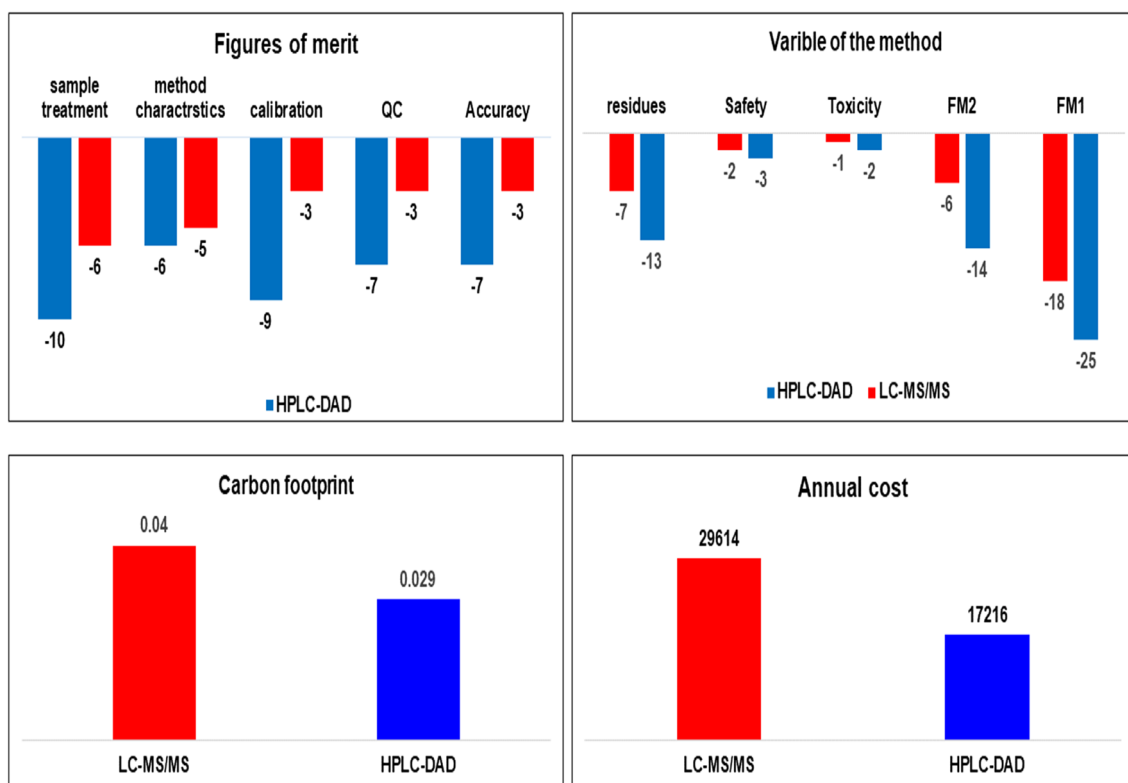 Figures of merit
sample
treatment
method
charactrstics
calibration
QC
Accuracy
-10
-6
-6
-5
-9
-3
-7
-3
-7
-3
HPLC-DAD
Varible of the method
residues
Safety
Toxicity
FM2
FM1
-7
-13
-2
-3
-1
-2
-6
-14
-18
-25
HPLC-DAD LC-MS/MS
Carbon footprint
0.04
0.029
LC-MS/MS HPLC-DAD
Annual cost
29614
17216
LC-MS/MS HPLC-DAD